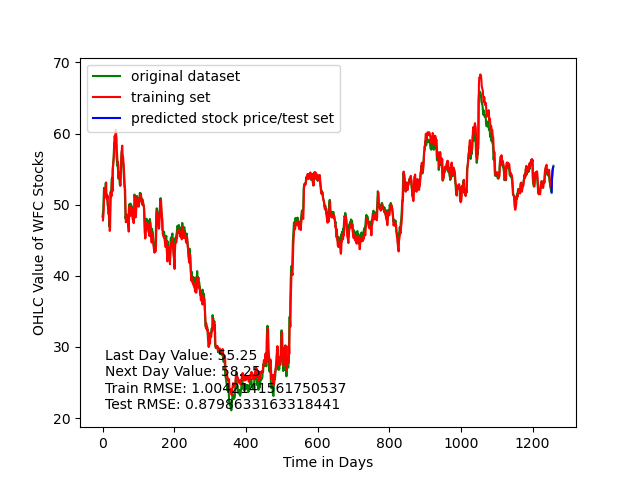 original dataset
training set
predicted stock price/test set
OHLC Value of WFC Stocks
70
60
50
40
30
20
Last Day Value: 55.25
Next Day Value: 58.25
Train RMSE: 1.0042141561750537
Test RMSE: 0.8798633163318441
0 200 400 600 800 1000 1200
Time in Days